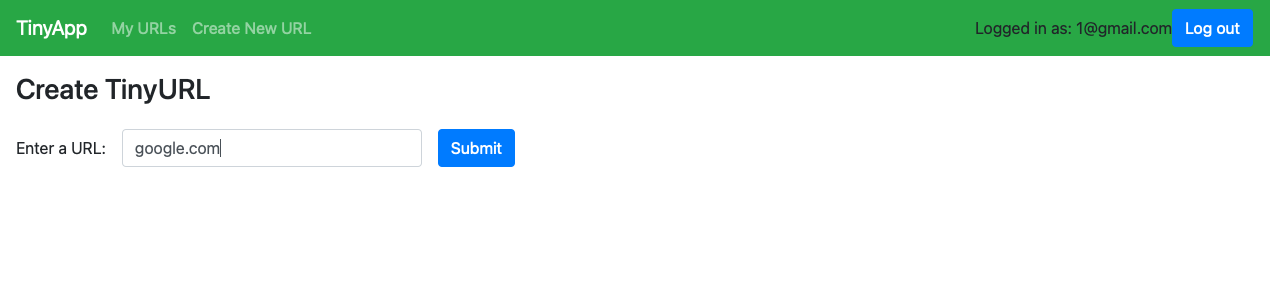 TinyApp My URLs Create New URL Logged in as: 1@gmail.com Log out
Create TinyURL
Enter a URL: google.com Submit